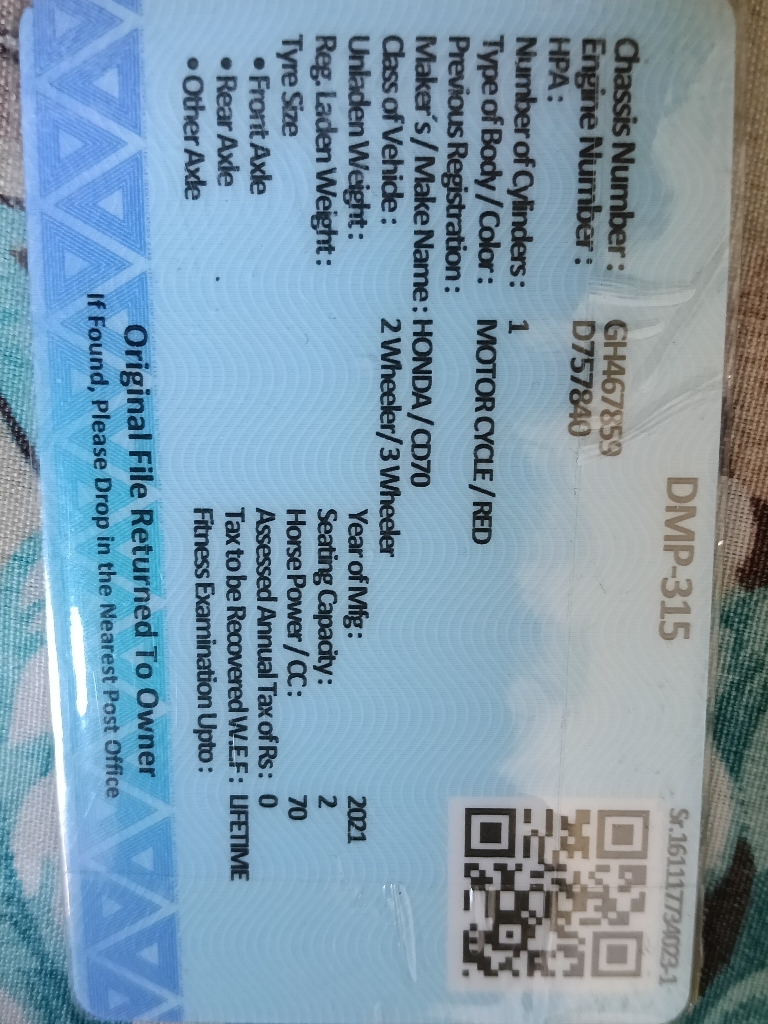 DMP-315
Sr.161117734023-1
Chassis Number : GH467859
Engine Number : D757840
HPA :
Number of Cylinders : 1
Type of Body / Color : MOTOR CYCLE / RED
Previous Registration :
Maker´s / Make Name : HONDA / CD70
Class of Vehicle : 2 Wheeler/ 3 Wheeler
Unladen Weight : Year of Mfg : 2021
Reg. Laden Weight : Seating Capacity : 2
Tyre Size Horse Power / CC : 70
• Front Axle Assessed Annual Tax of Rs : 0
• Rear Axle Tax to be Recovered W.E.F : LIFETIME
• Other Axle Fitness Examination Upto :
Original File Returned To Owner
If Found, Please Drop in the Nearest Post Office